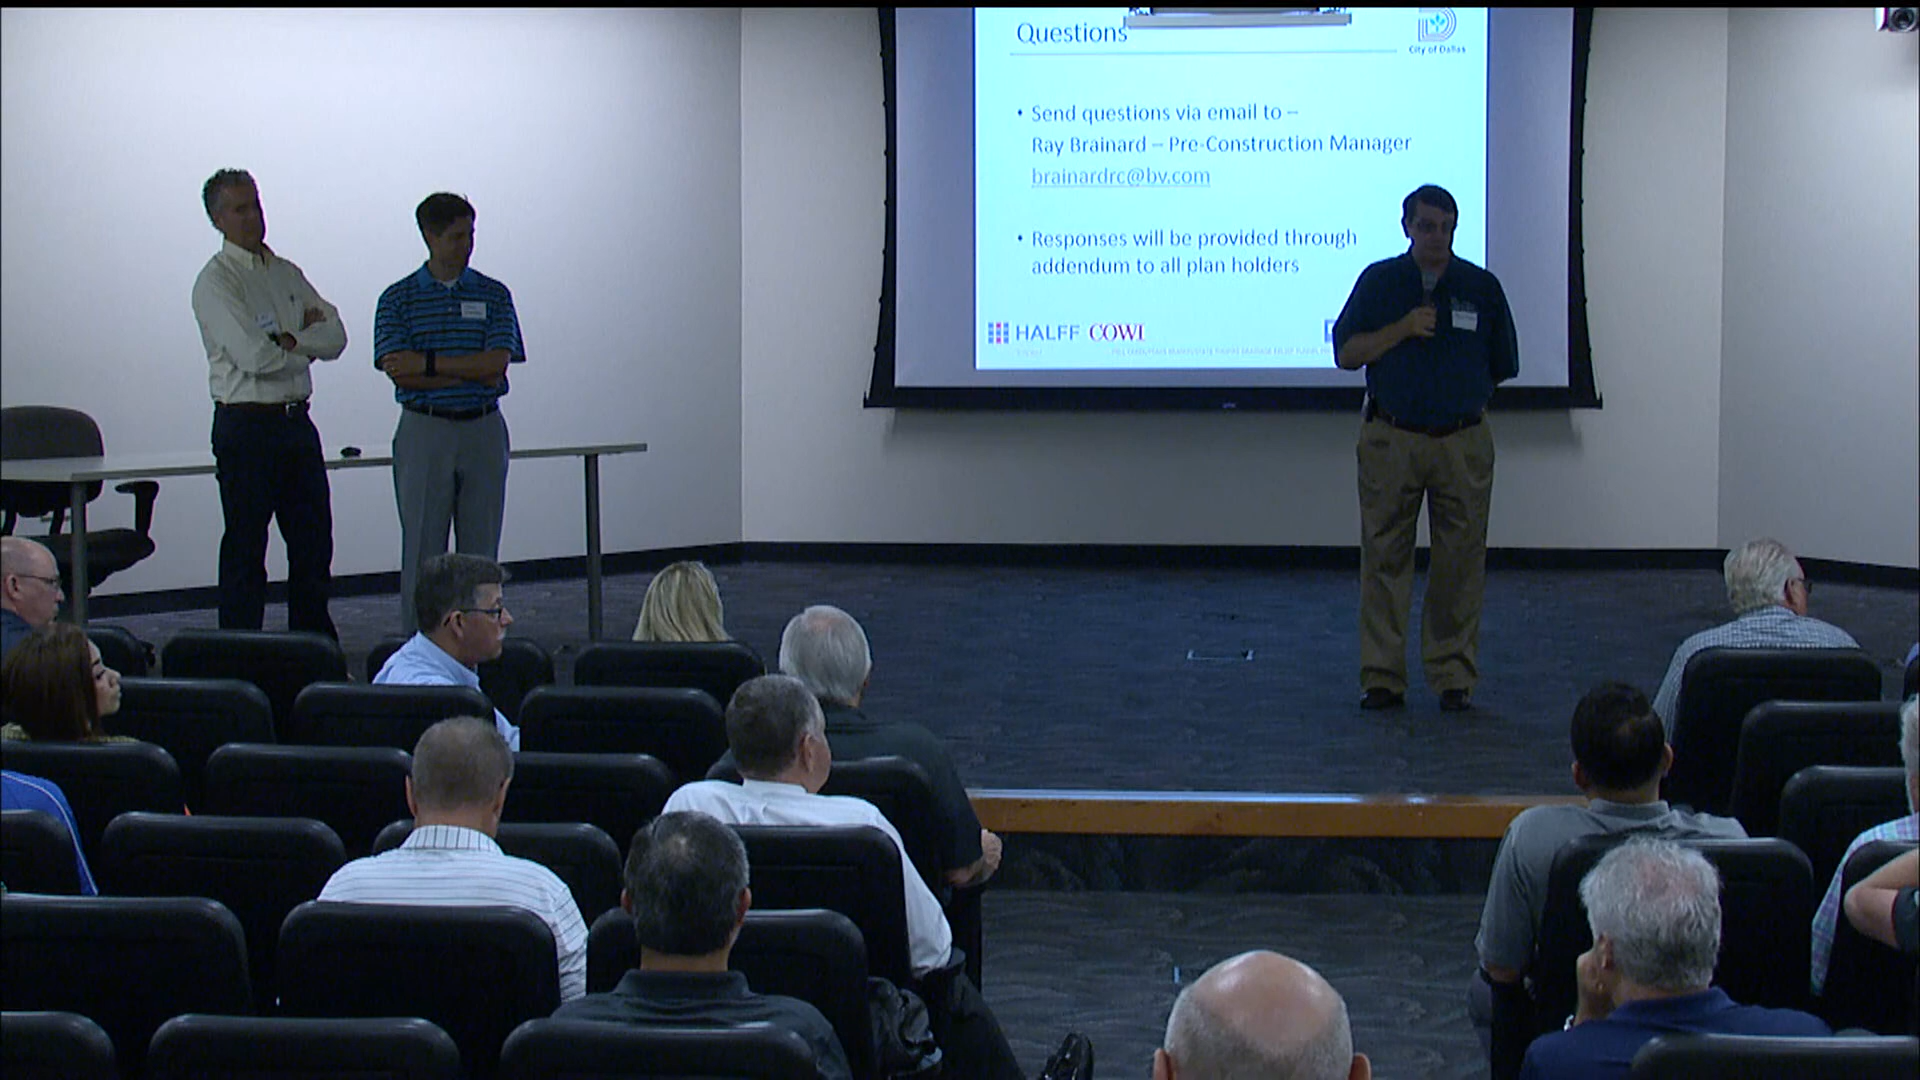 Questions
City of Dallas
• Send questions via email to –
Ray Brainard – Pre-Construction Manager
brainardrc@bv.com
• Responses will be provided through
addendum to all plan holders
HALFF COWI